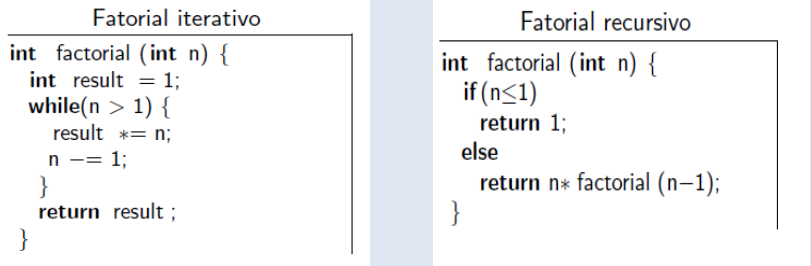 Fatorial iterativo
int factorial (int n) {
int result = 1;
while(n > 1) {
result *= n;
n -= 1;
}
return result ;
}
Fatorial recursivo
int factorial (int n) {
if(n≤1)
return 1;
else
return n* factorial (n−1);
}